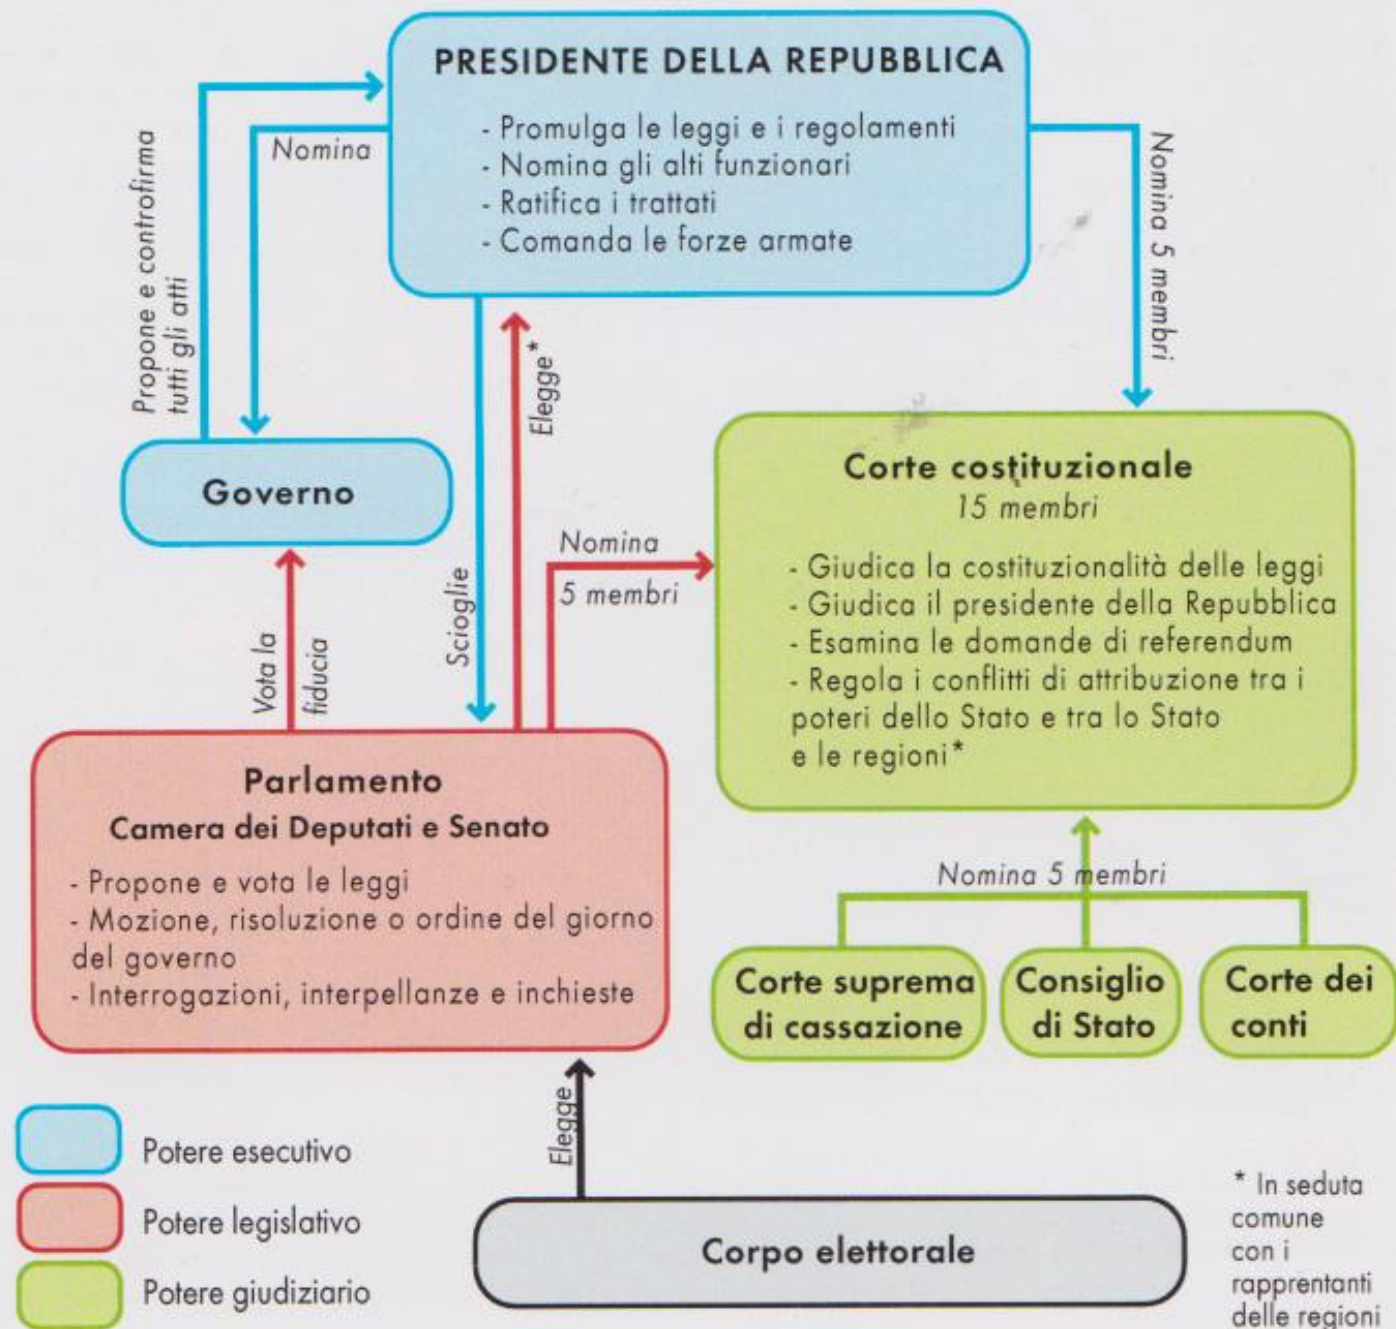 PRESIDENTE DELLA REPUBBLICA
- Promulga le leggi e i regolamenti
- Nomina gli alti funzionari
- Ratifica i trattati
- Comanda le forze armate
Propone e controfirma
tutti gli atti
Nomina
Nomina 5 membri
Governo
Scioglie
Elegge*
Vota la
fiducia
Nomina
5 membri
Corte costituzionale
15 membri
- Giudica la costituzionalità delle leggi
- Giudica il presidente della Repubblica
- Esamina le domande di referendum
- Regola i conflitti di attribuzione tra i
poteri dello Stato e tra lo Stato
e le regioni*
Parlamento
Camera dei Deputati e Senato
- Propone e vota le leggi
- Mozione, risoluzione o ordine del giorno
del governo
- Interrogazioni, interpellanze e inchieste
Nomina 5 membri
Corte suprema
di cassazione
Consiglio
di Stato
Corte dei
conti
Elegge
Corpo elettorale
Potere esecutivo
Potere legislativo
Potere giudiziario
* In seduta
comune
con i
rapprentanti
delle regioni